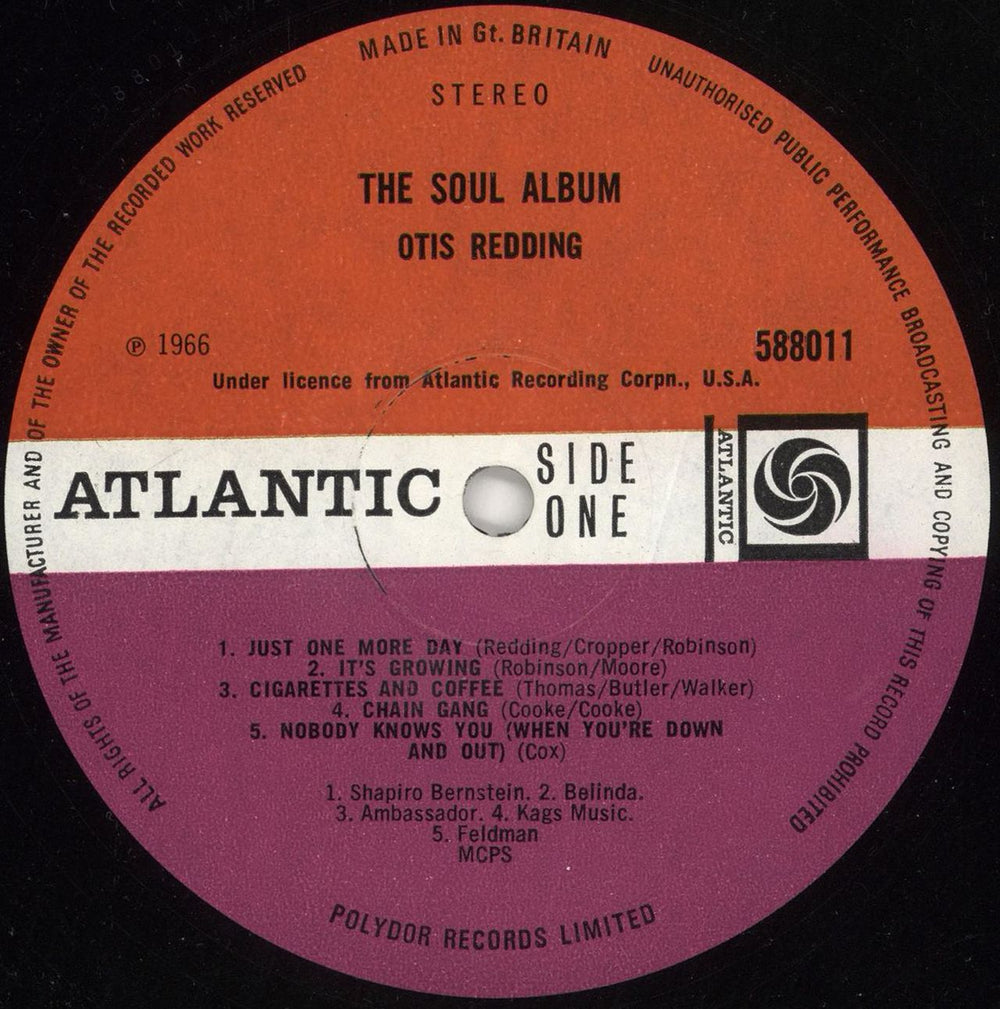 MADE IN Gt. BRITAIN
UNAUTHORISED PUBLIC PERFORMANCE BROADCASTING AND COPYING OF THIS RECORD PROHIBITED
ALL RIGHTS OF THE MANUFACTURER AND OF THE OWNER OF THE RECORDED WORK RESERVED
STEREO
THE SOUL ALBUM
OTIS REDDING
℗ 1966
588011
Under licence from Atlantic Recording Corpn., U.S.A.
ATLANTIC
SIDE
ONE
ATLANTIC
1. JUST ONE MORE DAY (Redding/Cropper/Robinson)
2. IT'S GROWING (Robinson/Moore)
3. CIGARETTES AND COFFEE (Thomas/Butler/Walker)
4. CHAIN GANG (Cooke/Cooke)
5. NOBODY KNOWS YOU (WHEN YOU'RE DOWN
AND OUT) (Cox)
1. Shapiro Bernstein. 2. Belinda.
3. Ambassador. 4. Kags Music.
5. Feldman
MCPS
POLYDOR RECORDS LIMITED